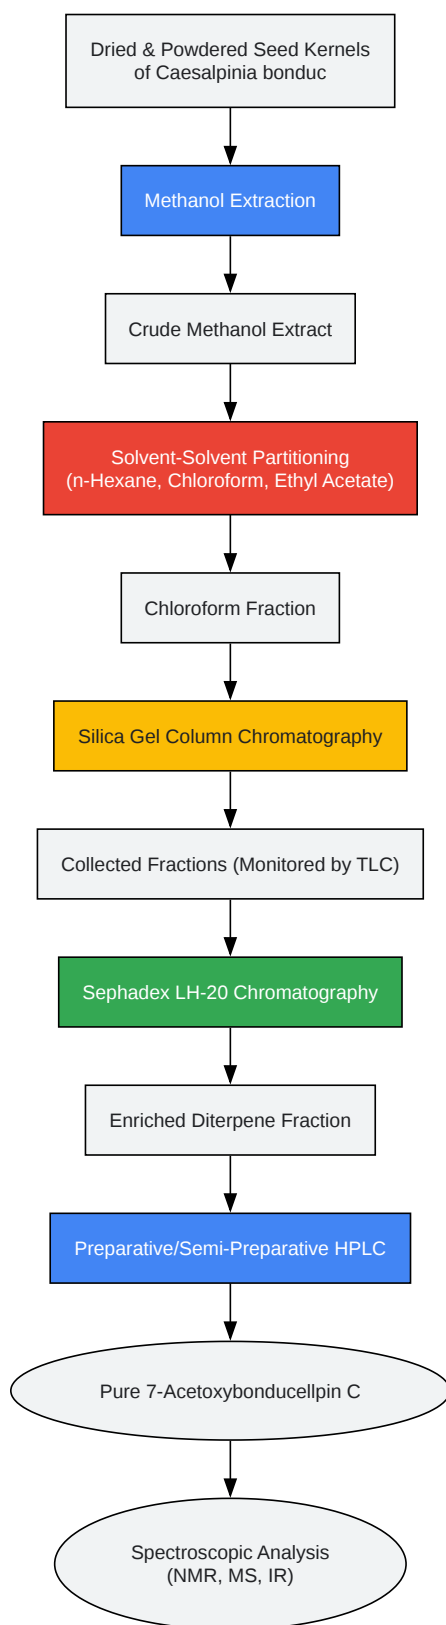 Dried & Powdered Seed Kernels
of Caesalpinia bonduc
Methanol Extraction
Crude Methanol Extract
Solvent-Solvent Partitioning
(n-Hexane, Chloroform, Ethyl Acetate)
Chloroform Fraction
Silica Gel Column Chromatography
Collected Fractions (Monitored by TLC)
Sephadex LH-20 Chromatography
Enriched Diterpene Fraction
Preparative/Semi-Preparative HPLC
Pure 7-Acetoxybonducellpin C
Spectroscopic Analysis
(NMR, MS, IR)